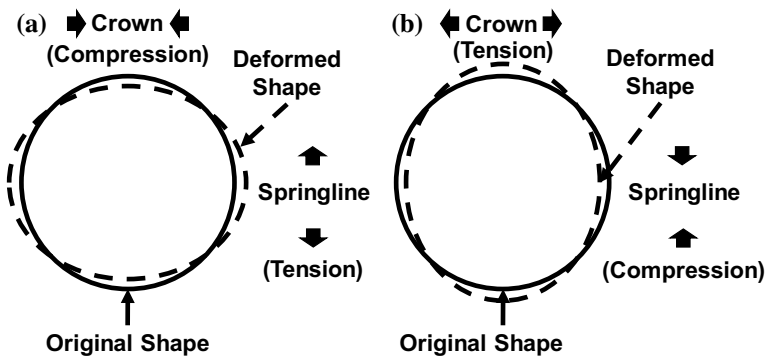 (a)
Crown
(Compression)
Deformed
Shape
Springline
(Tension)
Original Shape
(b)
Crown
(Tension)
Deformed
Shape
Springline
(Compression)
Original Shape